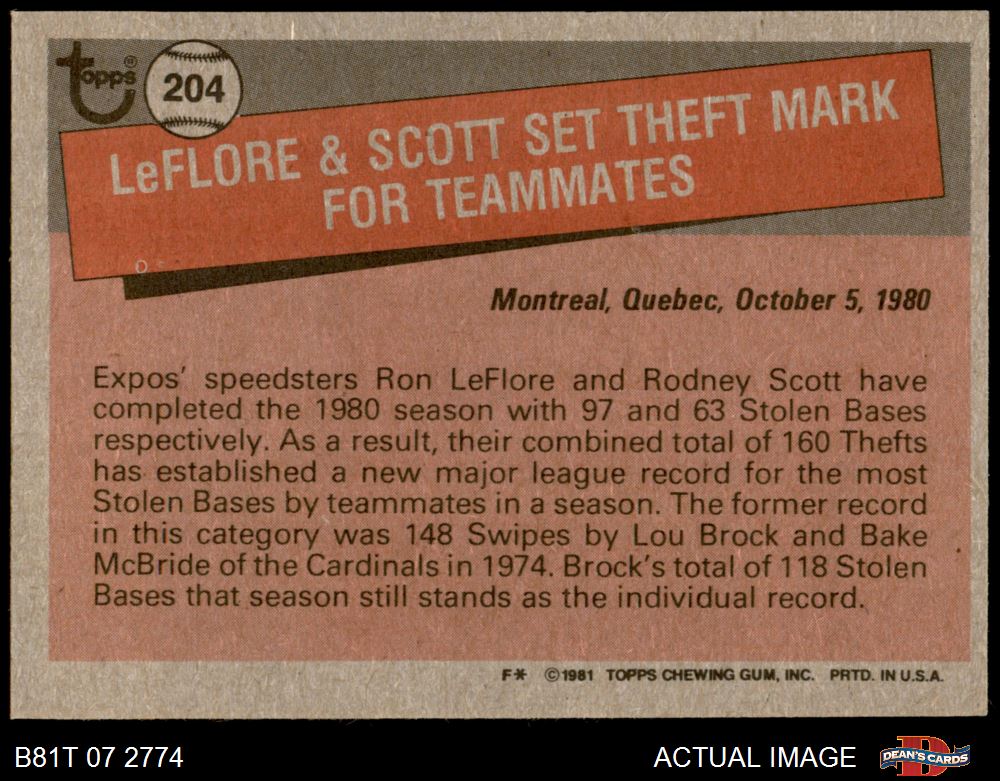 topps®
204
LeFLORE & SCOTT SET THEFT MARK
FOR TEAMMATES
Montreal, Quebec, October 5, 1980
Expos' speedsters Ron LeFlore and Rodney Scott have
completed the 1980 season with 97 and 63 Stolen Bases
respectively. As a result, their combined total of 160 Thefts
has established a new major league record for the most
Stolen Bases by teammates in a season. The former record
in this category was 148 Swipes by Lou Brock and Bake
McBride of the Cardinals in 1974. Brock's total of 118 Stolen
Bases that season still stands as the individual record.
F* ©1981 TOPPS CHEWING GUM, INC. PRTD. IN U.S.A.
B81T 07 2774
ACTUAL IMAGE
DEAN'S CARDS